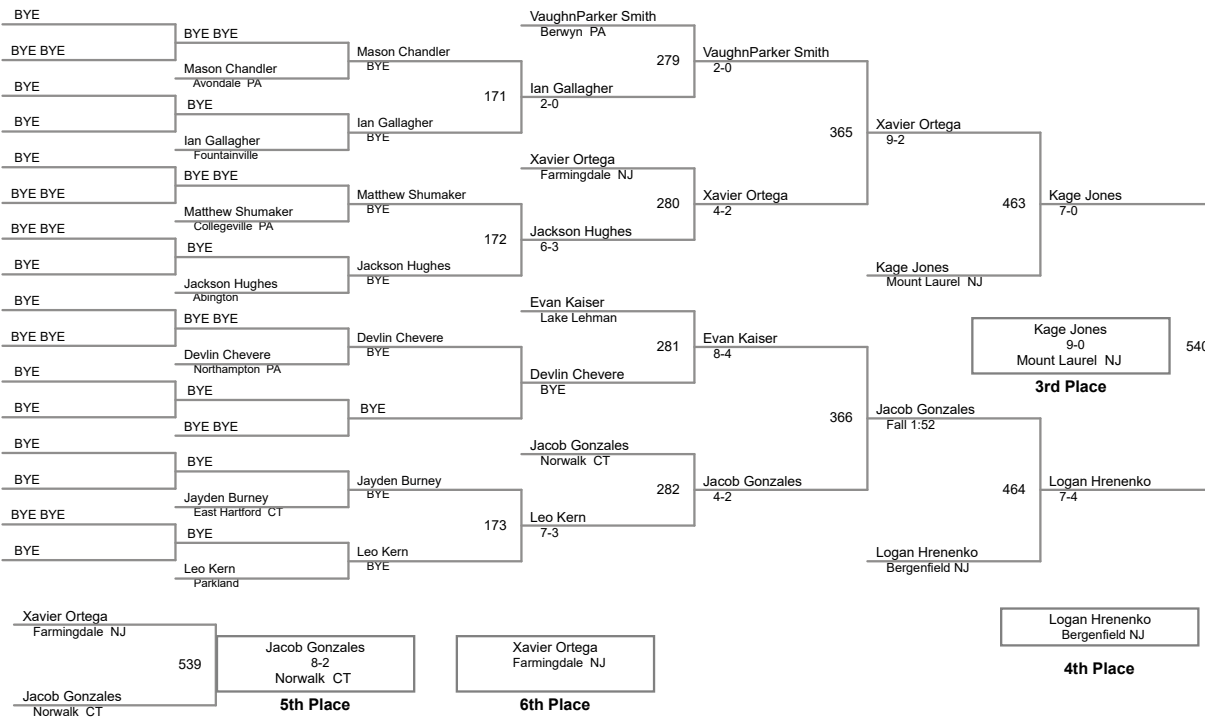 BYE
BYE BYE
BYE
BYE
BYE
BYE BYE
BYE BYE
BYE
BYE
BYE BYE
BYE
BYE
BYE
BYE
BYE BYE
BYE
BYE BYE
Mason Chandler
Avondale PA
BYE
Ian Gallagher
Fountainville
BYE BYE
Matthew Shumaker
Collegeville PA
BYE
Jackson Hughes
Abington
BYE BYE
Devlin Chevere
Northampton PA
BYE
BYE BYE
BYE
Jayden Burney
East Hartford CT
BYE
Leo Kern
Parkland
Mason Chandler
BYE
171
Ian Gallagher
BYE
Matthew Shumaker
BYE
172
Jackson Hughes
BYE
Devlin Chevere
BYE
BYE
Jayden Burney
BYE
173
Leo Kern
BYE
VaughnParker Smith
Berwyn PA
279
Ian Gallagher
2-0
Xavier Ortega
Farmingdale NJ
280
Jackson Hughes
6-3
Evan Kaiser
Lake Lehman
281
Devlin Chevere
BYE
Jacob Gonzales
Norwalk CT
282
Leo Kern
7-3
VaughnParker Smith
2-0
365
Xavier Ortega
4-2
Evan Kaiser
8-4
366
Jacob Gonzales
4-2
Xavier Ortega
9-2
463
Kage Jones
Mount Laurel NJ
Jacob Gonzales
Fall 1:52
464
Logan Hrenenko
Bergenfield NJ
Kage Jones
7-0
Kage Jones
9-0
Mount Laurel NJ
540
3rd Place
Logan Hrenenko
7-4
Xavier Ortega
Farmingdale NJ
539
Jacob Gonzales
Norwalk CT
Jacob Gonzales
8-2
Norwalk CT
5th Place
Xavier Ortega
Farmingdale NJ
6th Place
Logan Hrenenko
Bergenfield NJ
4th Place